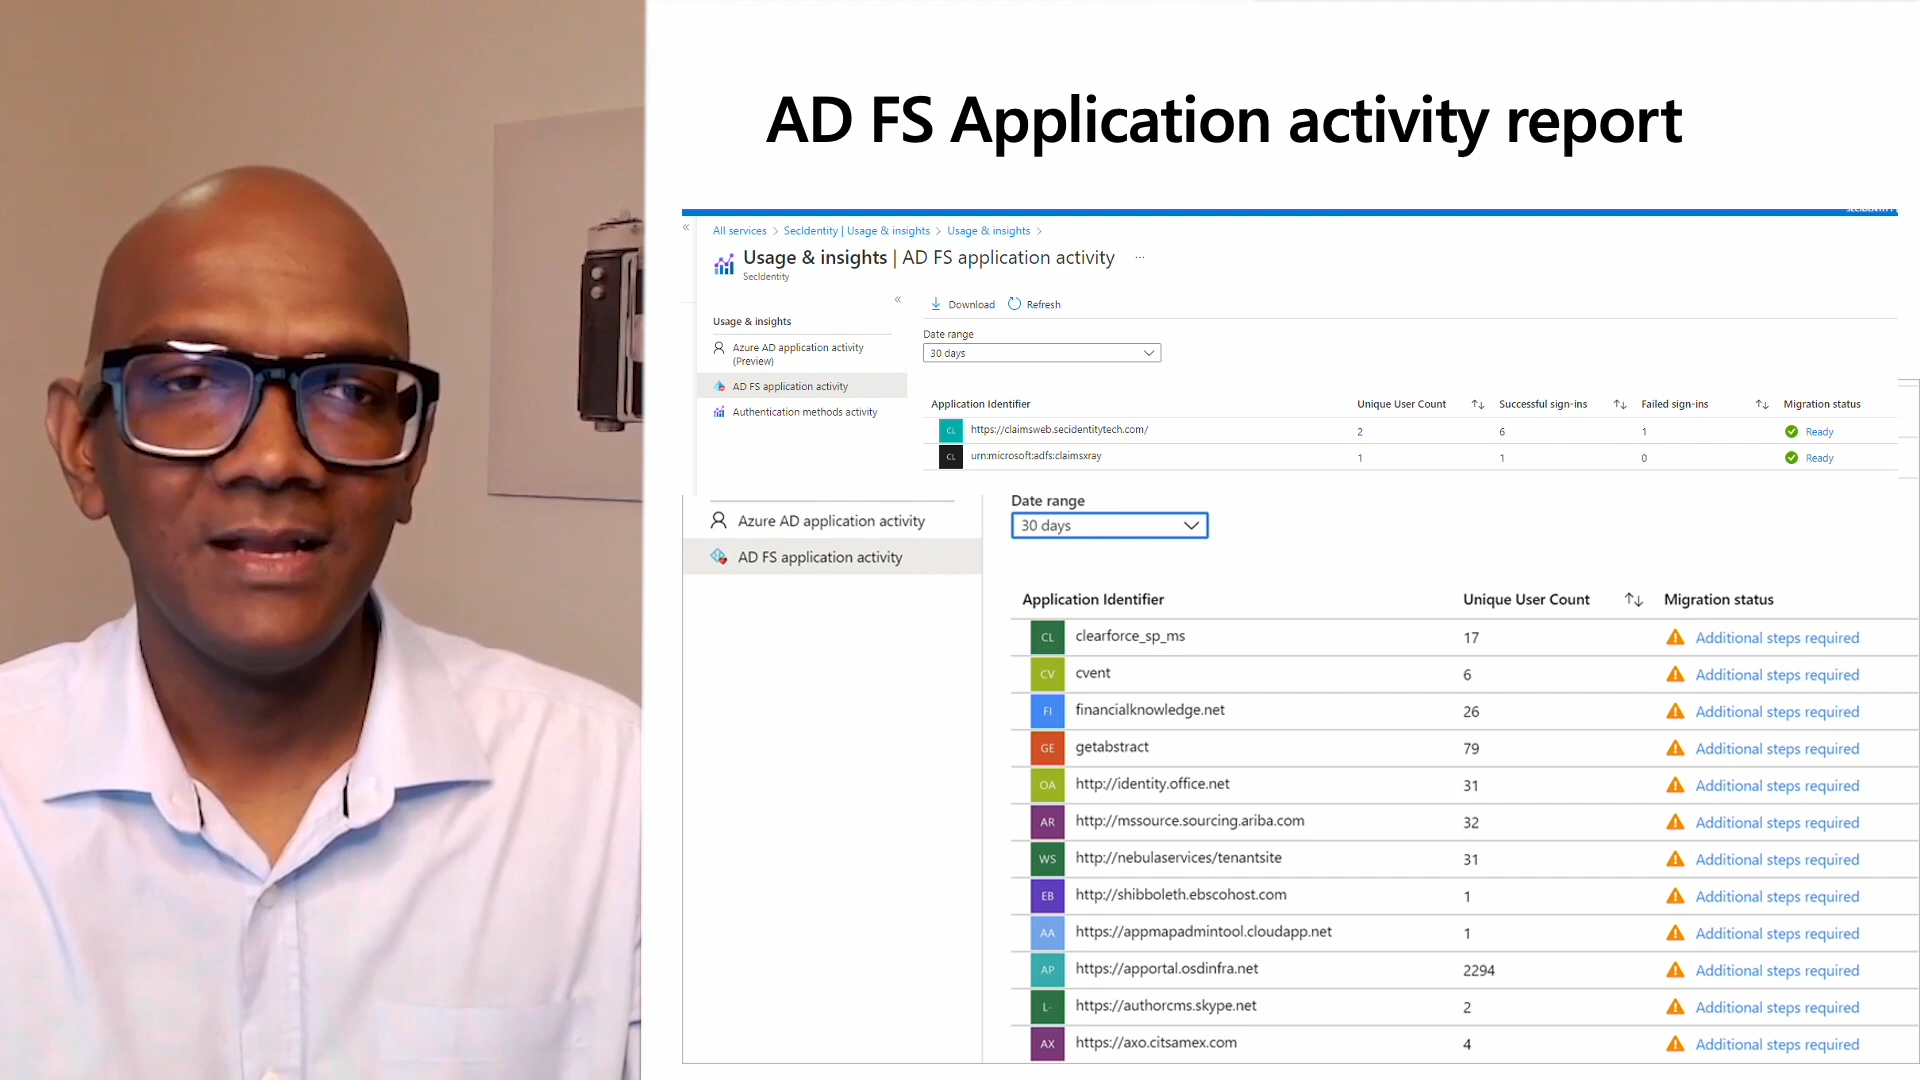 AD FS Application activity report
All services > SecIdentity | Usage & insights > Usage & insights >
Usage & insights | AD FS application activity ...
SecIdentity
Download Refresh
Usage & insights
Date range
30 days
Azure AD application activity
(Preview)
AD FS application activity
Authentication methods activity
Application Identifier Unique User Count Successful sign-ins Failed sign-ins Migration status
CL https://claimsweb.secidentitytech.com/ 2 6 1 Ready
CL urn:microsoft:adfs:claimsxray 1 1 0 Ready
Date range
30 days
Azure AD application activity
AD FS application activity
Application Identifier Unique User Count Migration status
CL clearforce_sp_ms 17 Additional steps required
CV cvent 6 Additional steps required
FI financialknowledge.net 26 Additional steps required
GE getabstract 79 Additional steps required
OA http://identity.office.net 31 Additional steps required
AR http://mssource.sourcing.ariba.com 32 Additional steps required
WS http://nebulaservices/tenantsite 31 Additional steps required
EB http://shibboleth.ebscohost.com 1 Additional steps required
AA https://appmapadmintool.cloudapp.net 1 Additional steps required
AP https://apportal.osdinfra.net 2294 Additional steps required
L- https://authorcms.skype.net 2 Additional steps required
AX https://axo.citsamex.com 4 Additional steps required